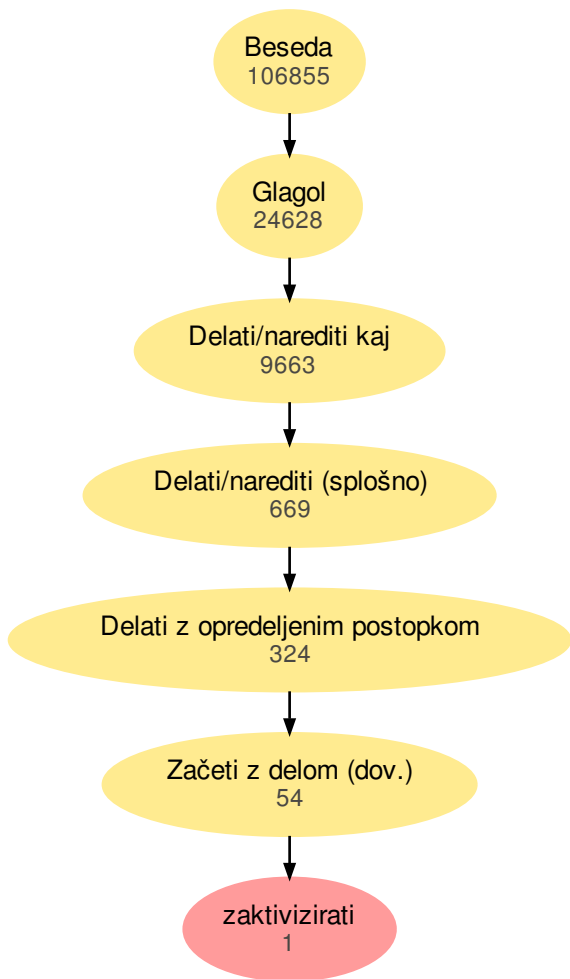 Beseda
106855
Glagol
24628
Delati/narediti kaj
9663
Delati/narediti (splošno)
669
Delati z opredeljenim postopkom
324
Začeti z delom (dov.)
54
zaktivizirati
1